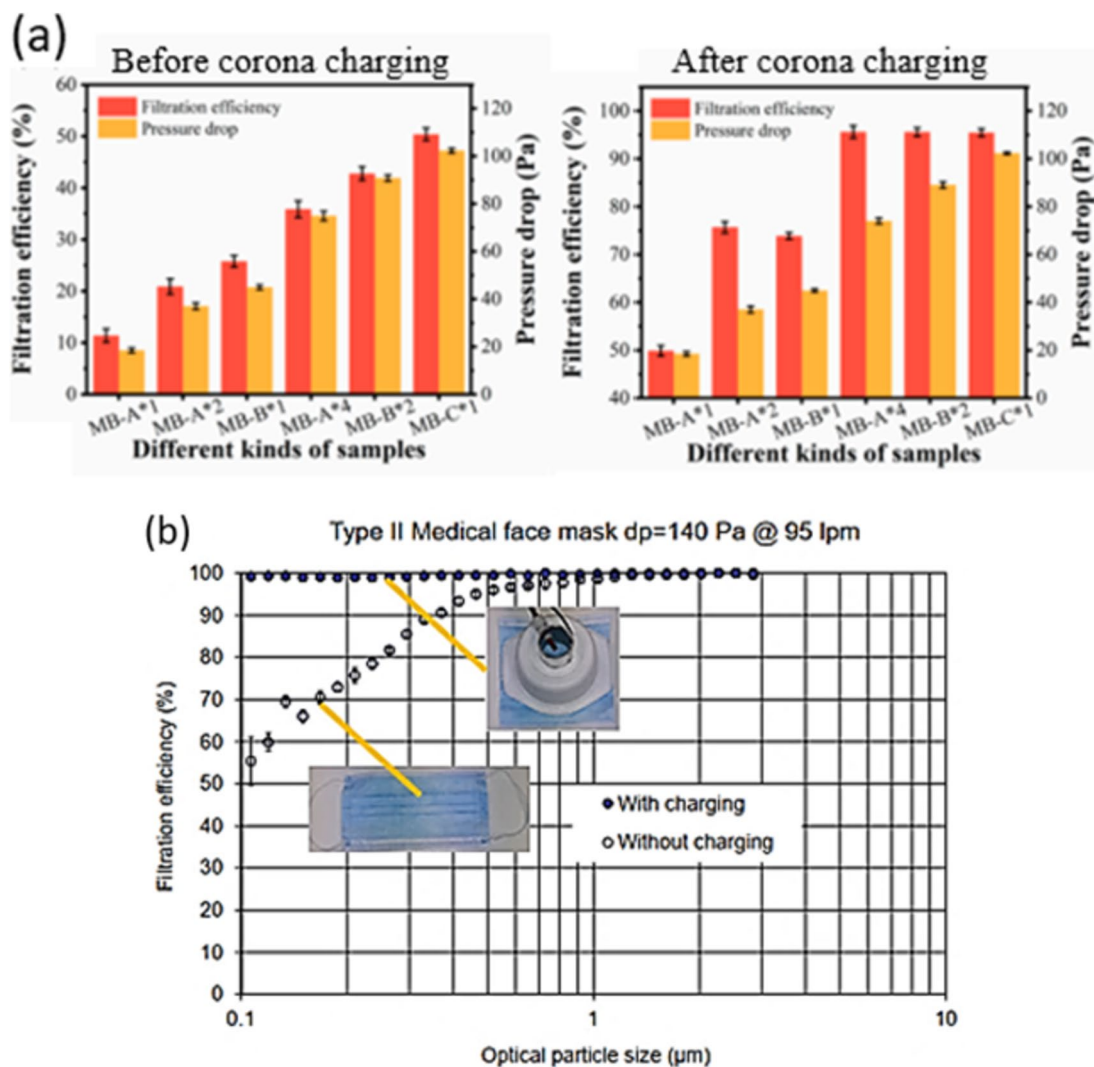 (a)
Before corona charging
After corona charging
Filtration efficiency (%)
60
50
40
30
20
10
0
Filtration efficiency
Pressure drop
120
100
80
60
40
20
0
Pressure drop (Pa)
MB-A*1
MB-A*2
MB-B*1
MB-A*4
MB-B*2
MB-C*1
Different kinds of samples
Filtration efficiency (%)
100
90
80
70
60
50
40
Filtration efficiency
Pressure drop
120
100
80
60
40
20
0
Pressure drop (Pa)
MB-A*1
MB-A*2
MB-B*1
MB-A*4
MB-B*2
MB-C*1
Different kinds of samples
(b)
Type II Medical face mask dp=140 Pa @ 95 lpm
Filtration efficiency (%)
100
90
80
70
60
50
40
30
20
10
0
With charging
Without charging
0.1
1
10
Optical particle size (µm)